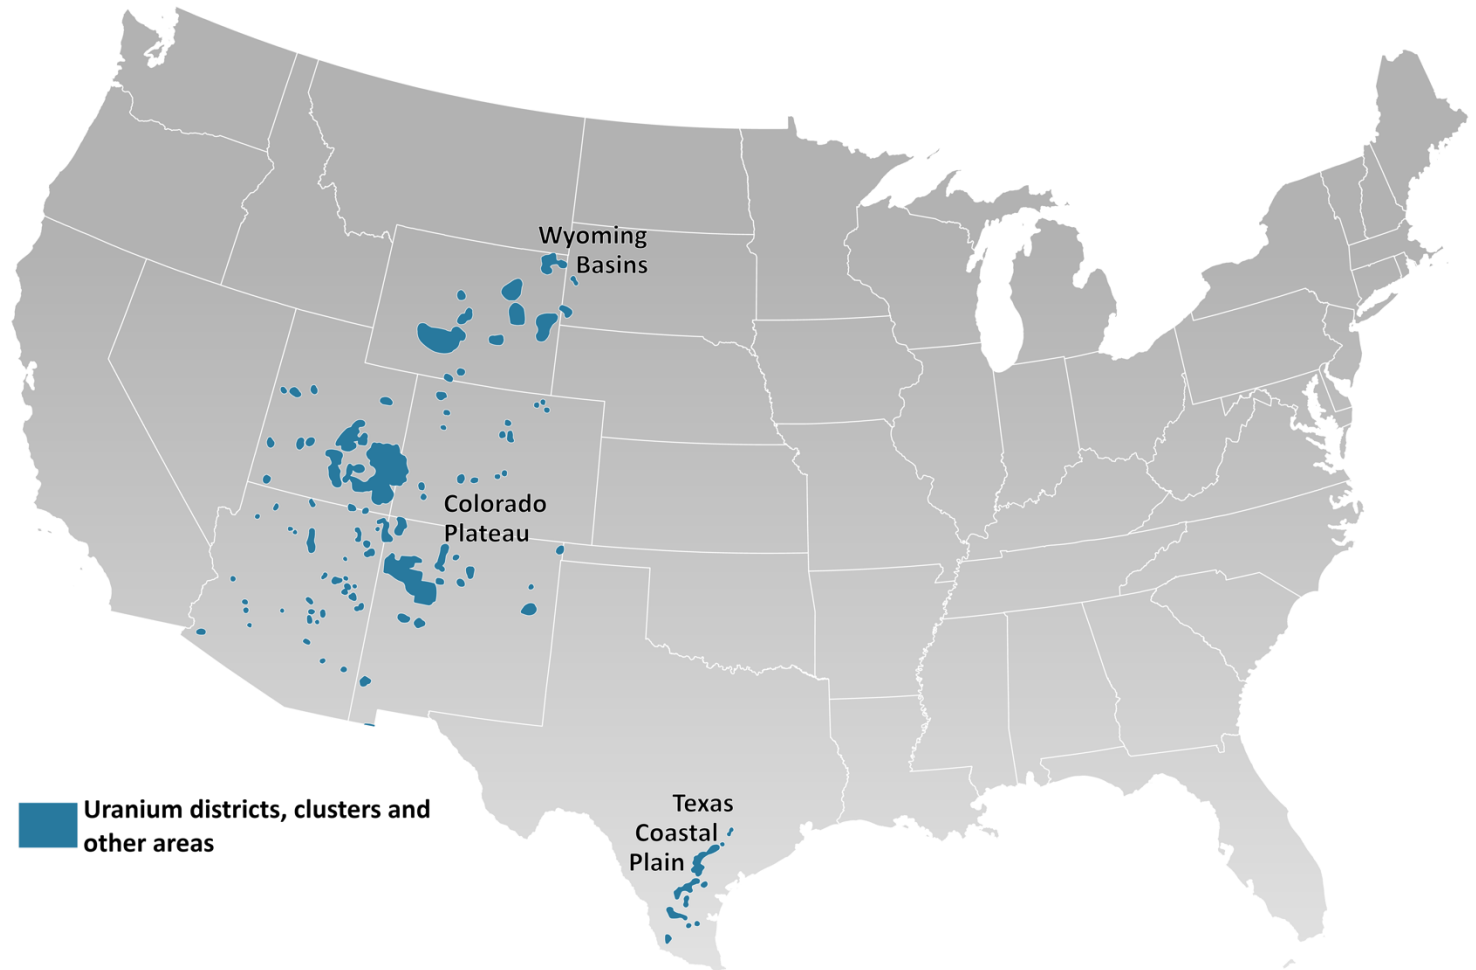 Wyoming
Basins
Colorado
Plateau
Texas
Coastal
Plain
Uranium districts, clusters and
other areas